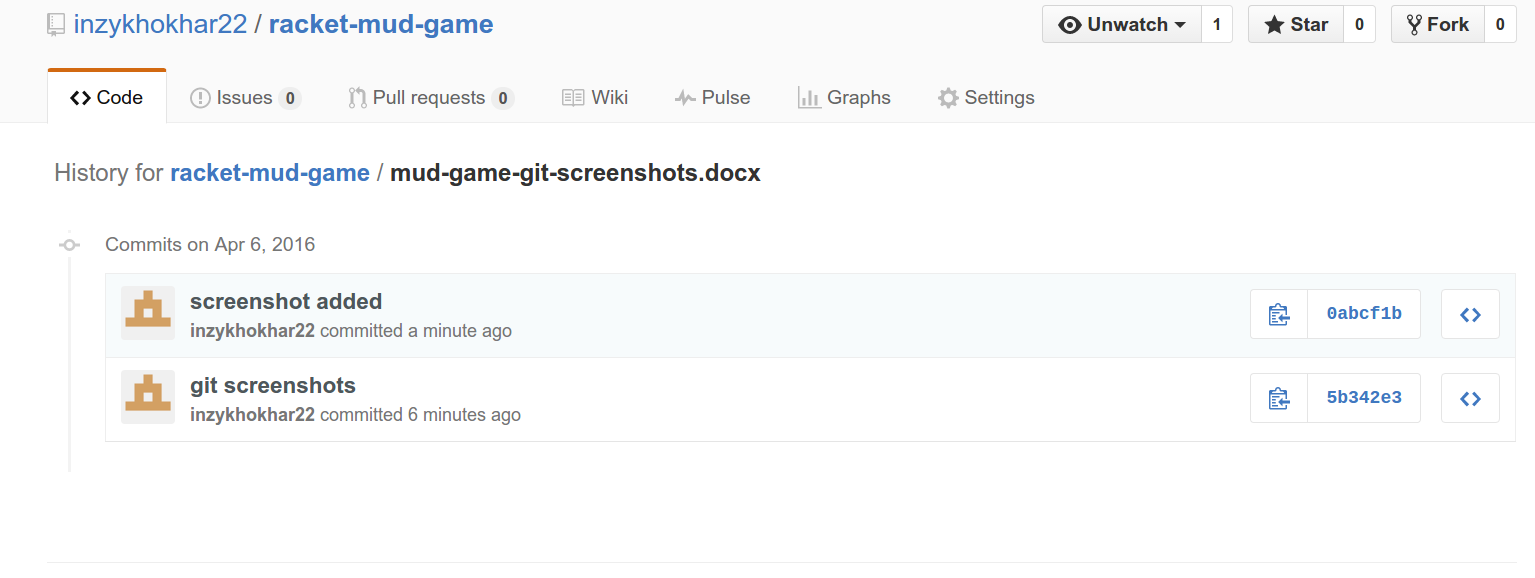 inzykhokhar22 / racket-mud-game Unwatch 1 Star 0 Fork 0
Code Issues 0 Pull requests 0 Wiki Pulse Graphs Settings
History for racket-mud-game / mud-game-git-screenshots.docx
Commits on Apr 6, 2016
screenshot added
inzykhokhar22 committed a minute ago
0abcf1b
git screenshots
inzykhokhar22 committed 6 minutes ago
5b342e3